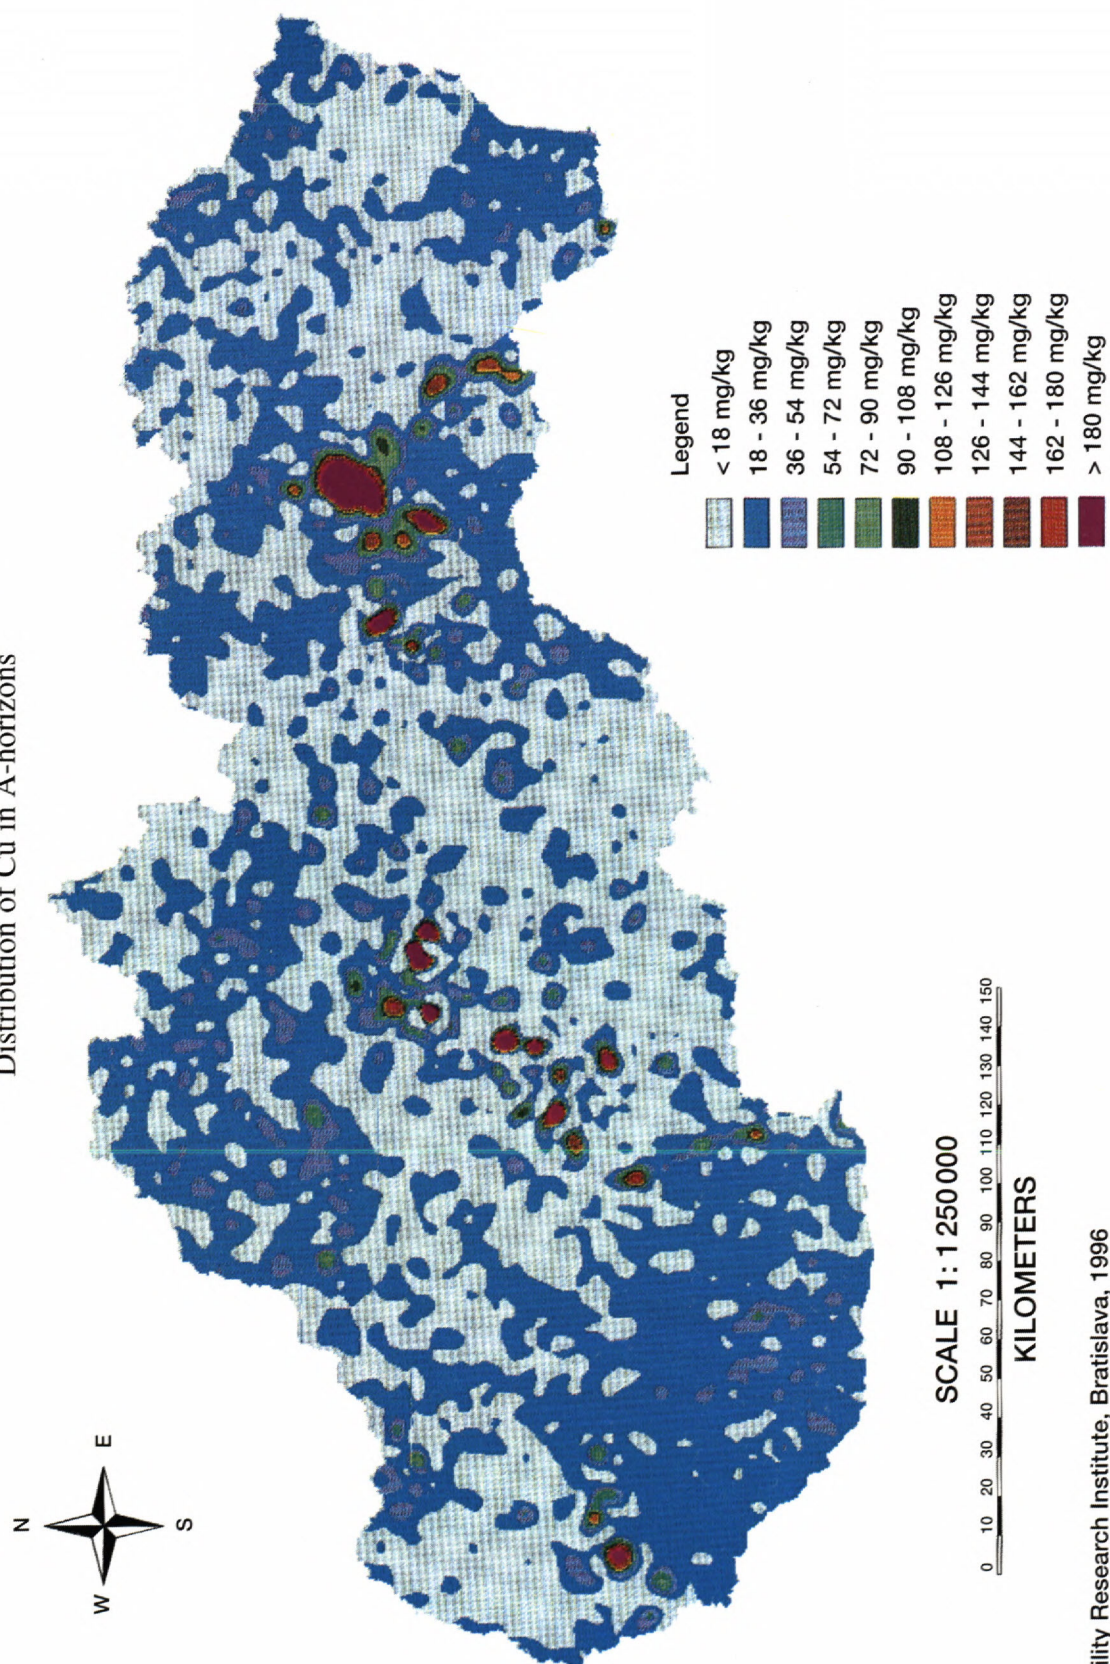 Distribution of Cu in A-horizons
N
W
E
S
Legend
< 18 mg/kg
18 - 36 mg/kg
36 - 54 mg/kg
54 - 72 mg/kg
72 - 90 mg/kg
90 - 108 mg/kg
108 - 126 mg/kg
126 - 144 mg/kg
144 - 162 mg/kg
162 - 180 mg/kg
> 180 mg/kg
SCALE 1: 1 250 000
0 10 20 30 40 50 60 70 80 90 100 110 120 130 140 150
KILOMETERS
Research Institute, Bratislava, 1996